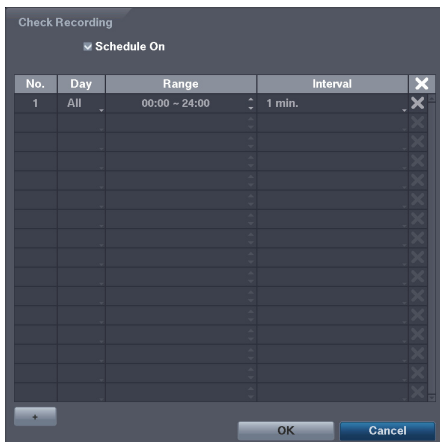 Check Recording
Schedule On
No. Day Range Interval
1 All 00:00 ~ 24:00 1 min.
+
OK Cancel